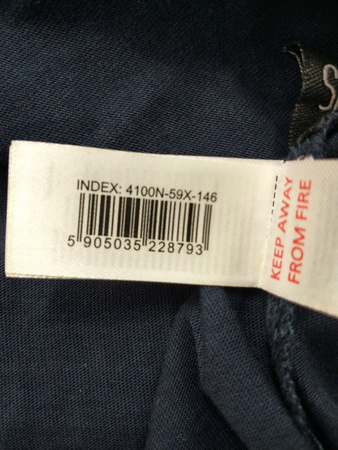 INDEX: 4100N-59X-146
5 905035 228793
KEEP AWAY
FROM FIRE
S